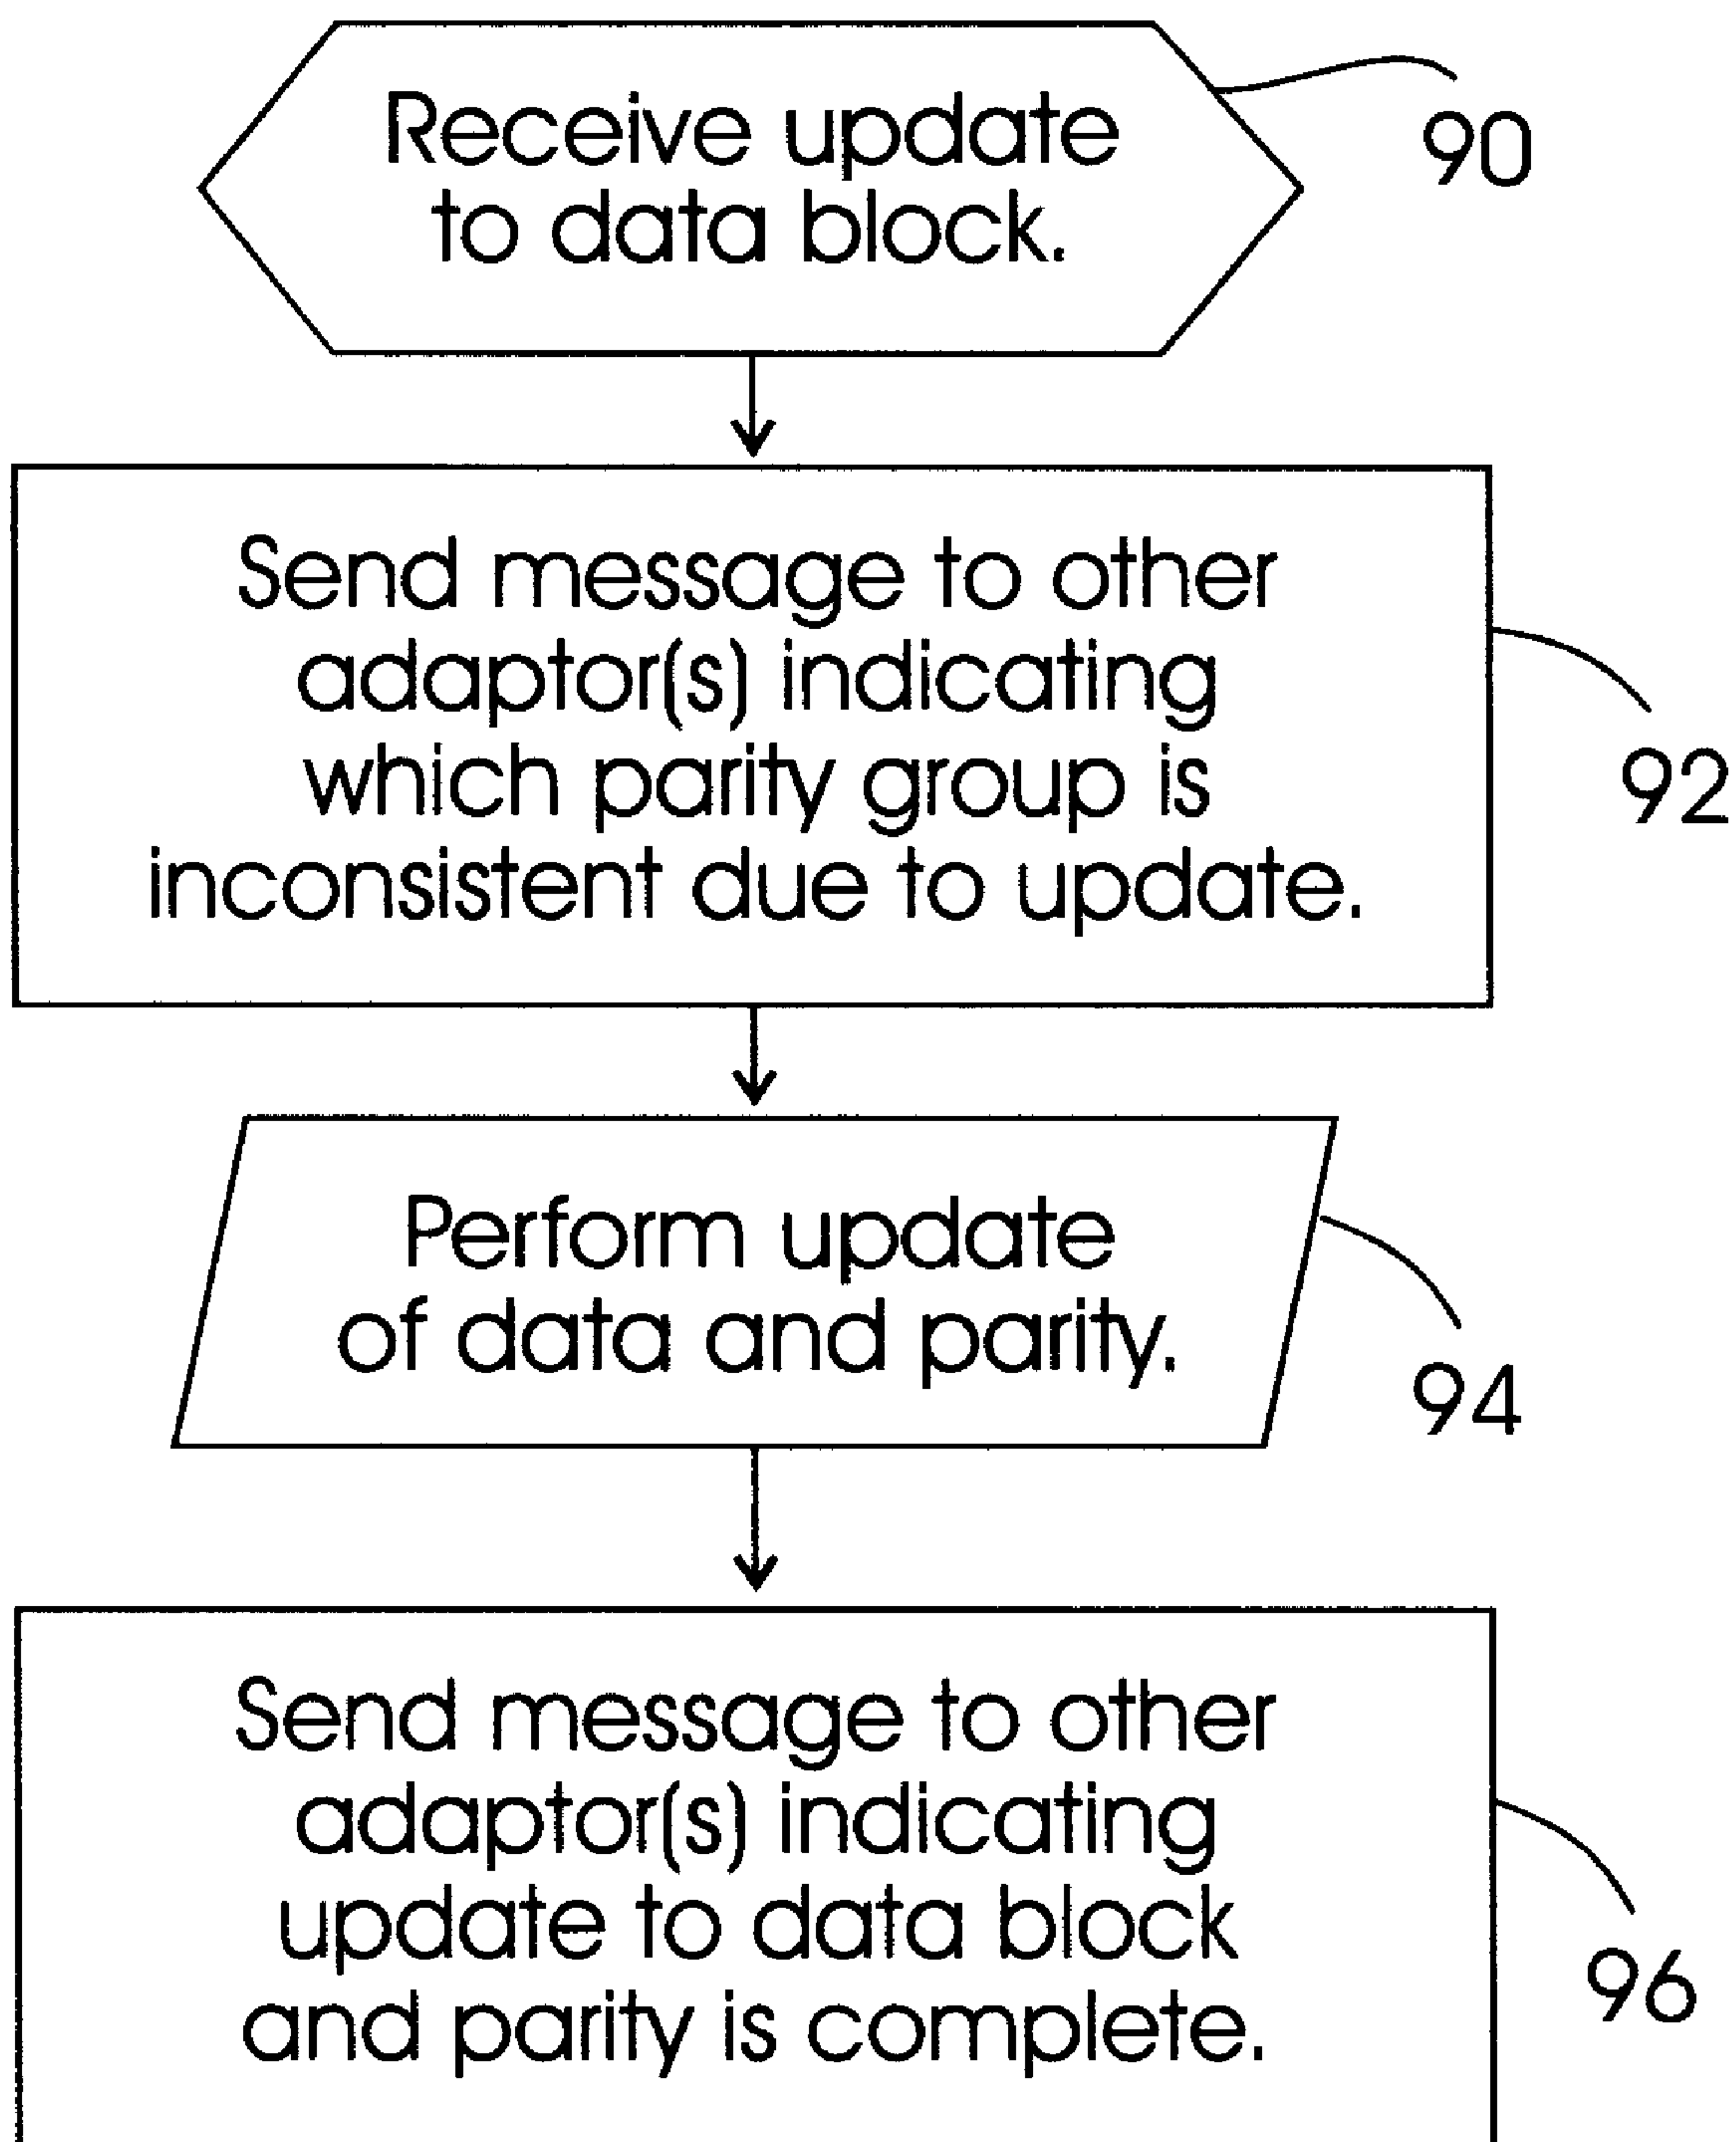 Receive update
to data block.
90
Send message to other
adaptor(s) indicating
which parity group is
inconsistent due to update.
92
Perform update
of data and parity.
94
Send message to other
adaptor(s) indicating
update to data block
and parity is complete.
96